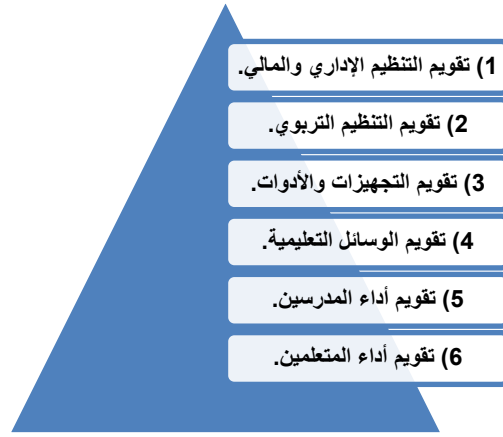 1) تقويم التنظيم الإداري والمالي.
2) تقويم التنظيم التربوي.
3) تقويم التجهيزات والأدوات.
4) تقويم الوسائل التعليمية.
5) تقويم أداء المدرسين.
6) تقويم أداء المتعلمين.